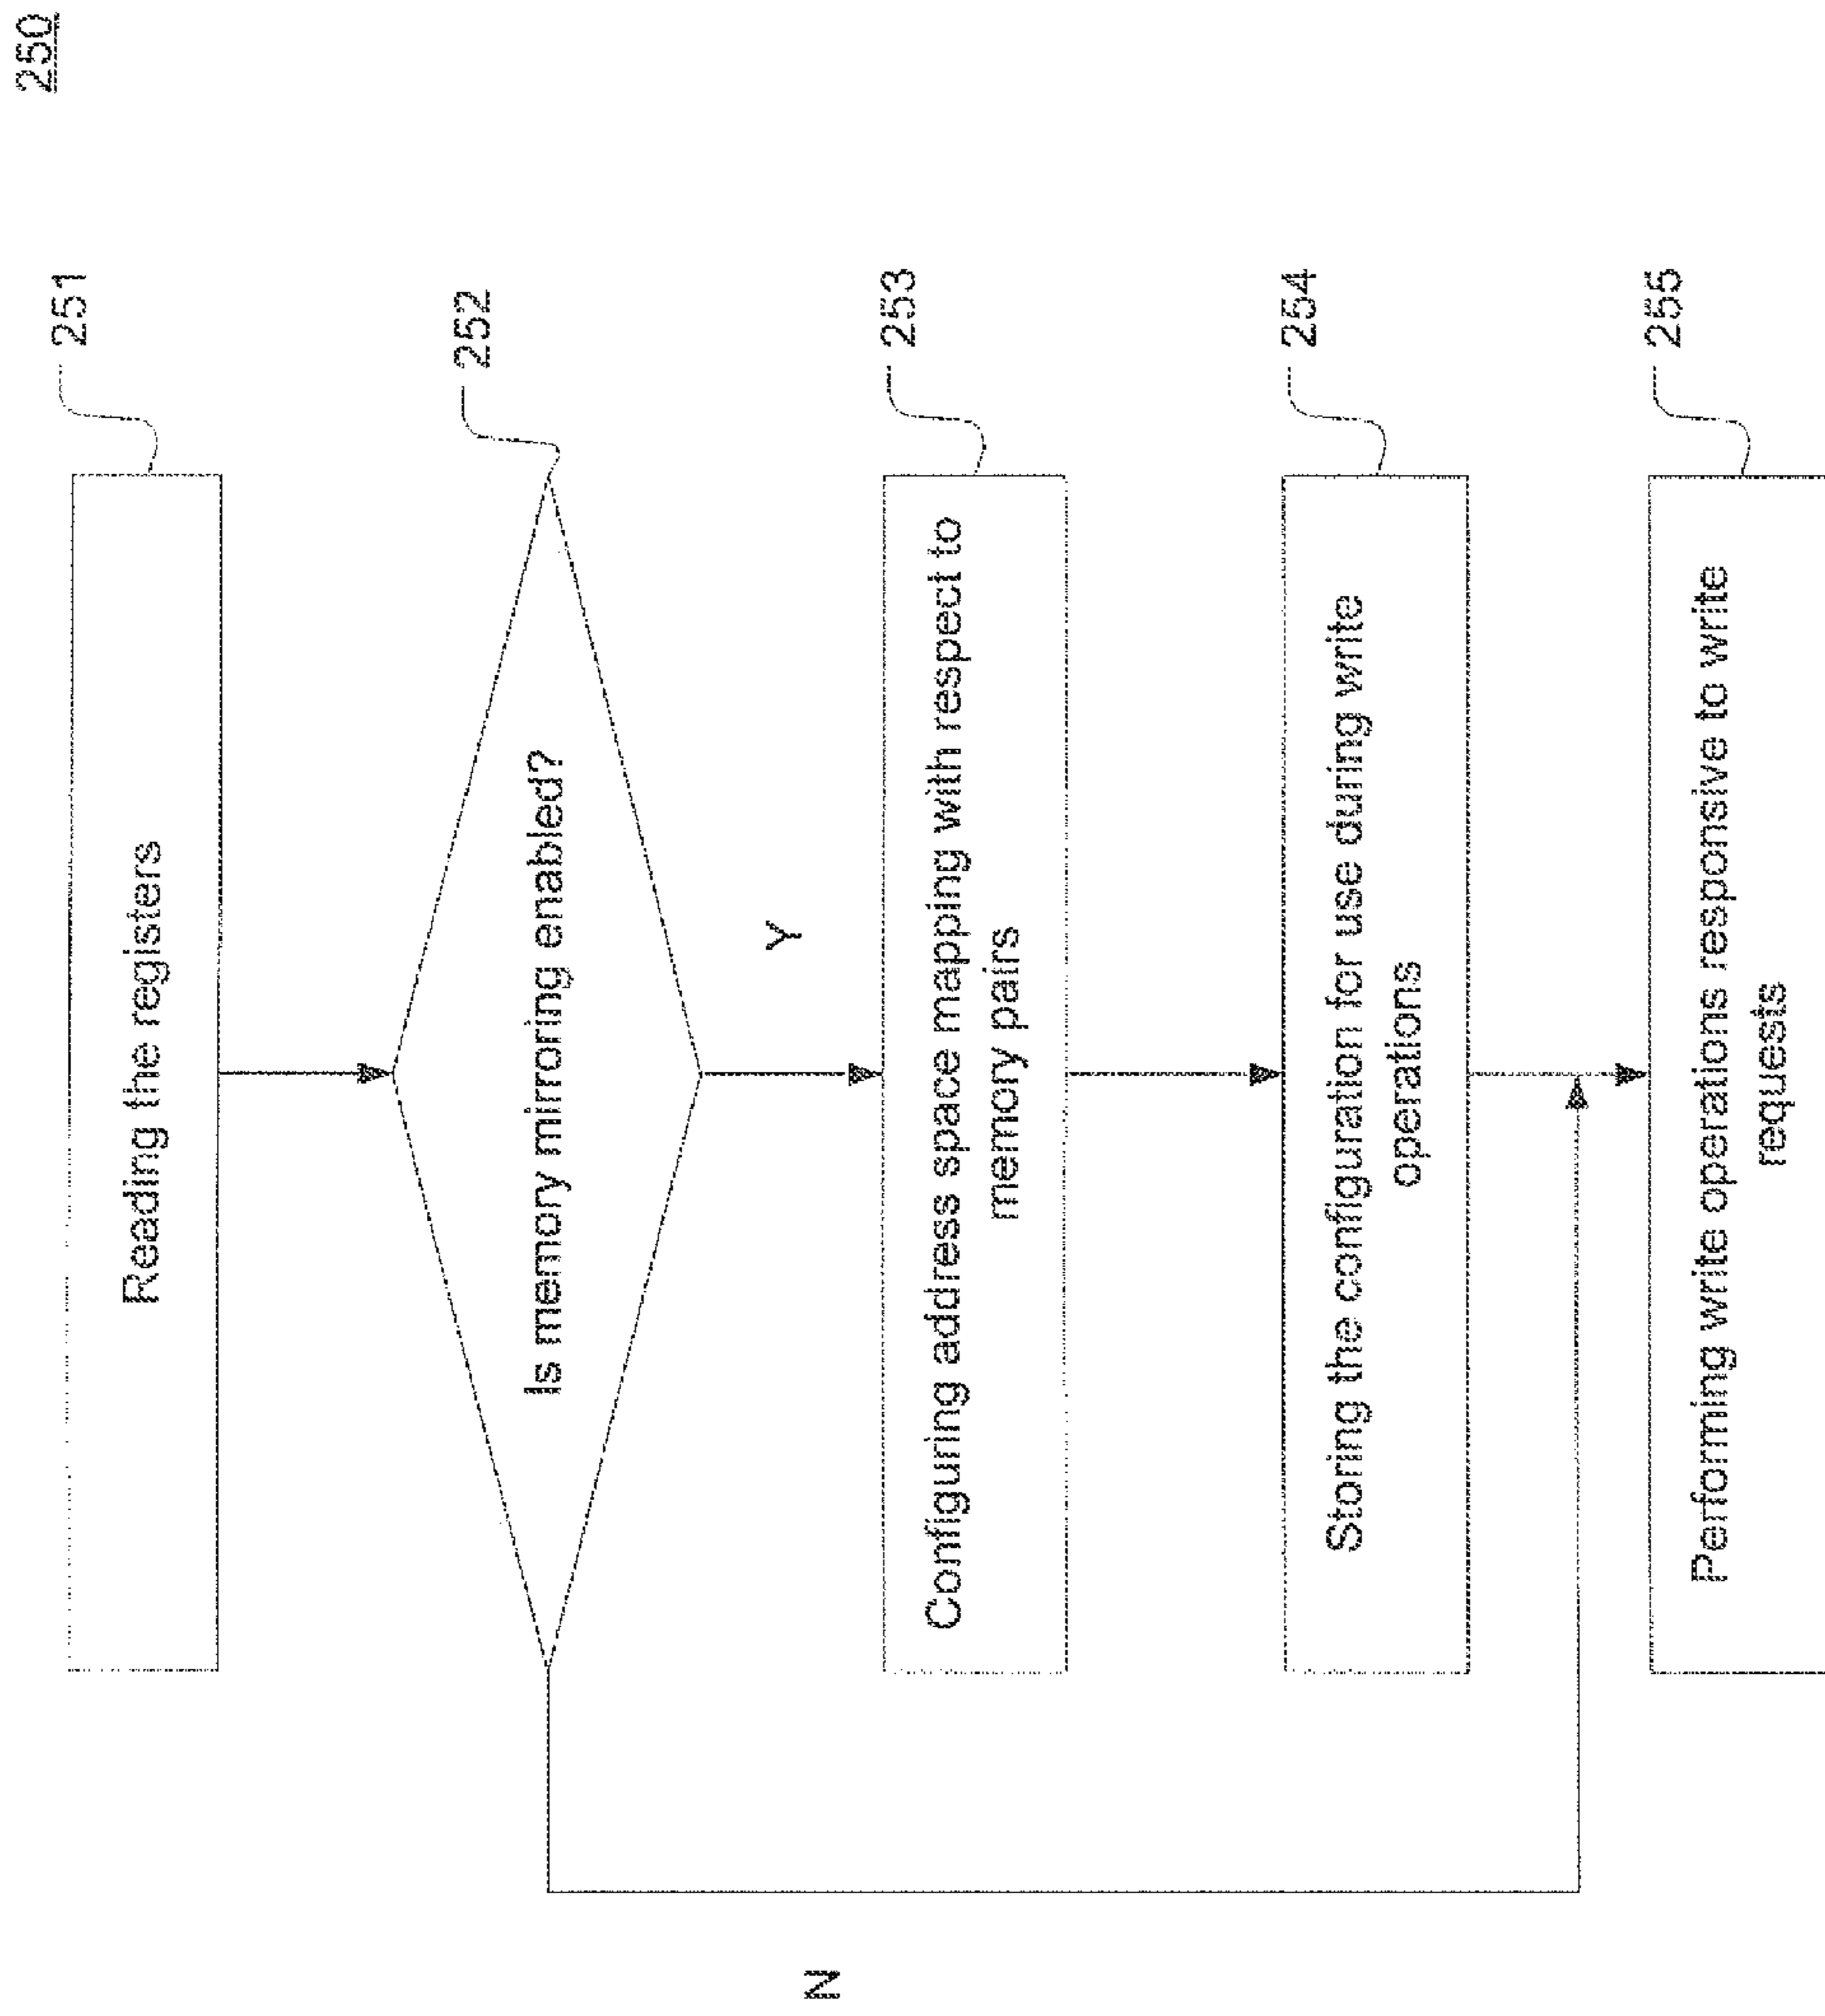 250
Reading the registers
251
Is memory mirroring enabled?
252
Y
N
Configuring address space mapping with respect to
memory pairs
253
Storing the configuration for use during write
operations
254
Performing write operations responsive to write
requests
255